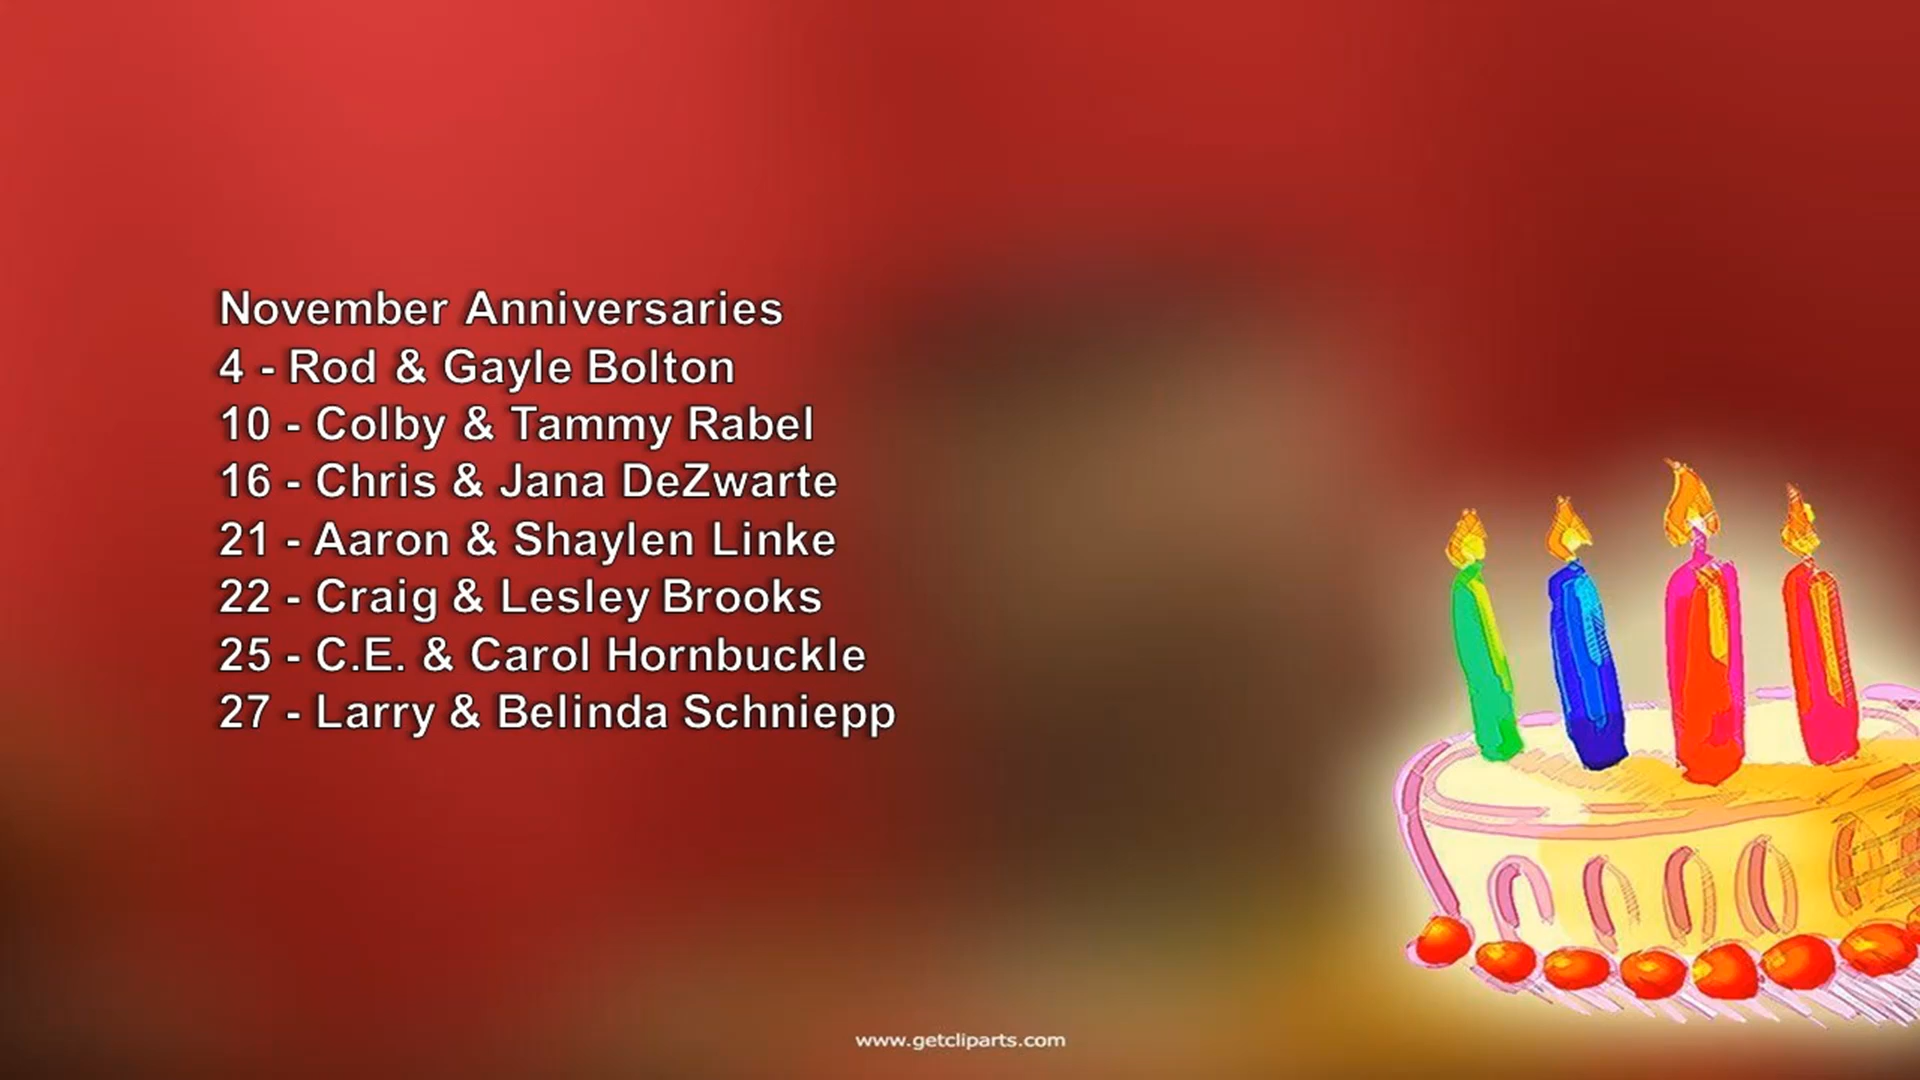 November Anniversaries
4 - Rod & Gayle Bolton
10 - Colby & Tammy Rabel
16 - Chris & Jana DeZwarte
21 - Aaron & Shaylen Linke
22 - Craig & Lesley Brooks
25 - C.E. & Carol Hornbuckle
27 - Larry & Belinda Schniepp
www.getcliparts.com